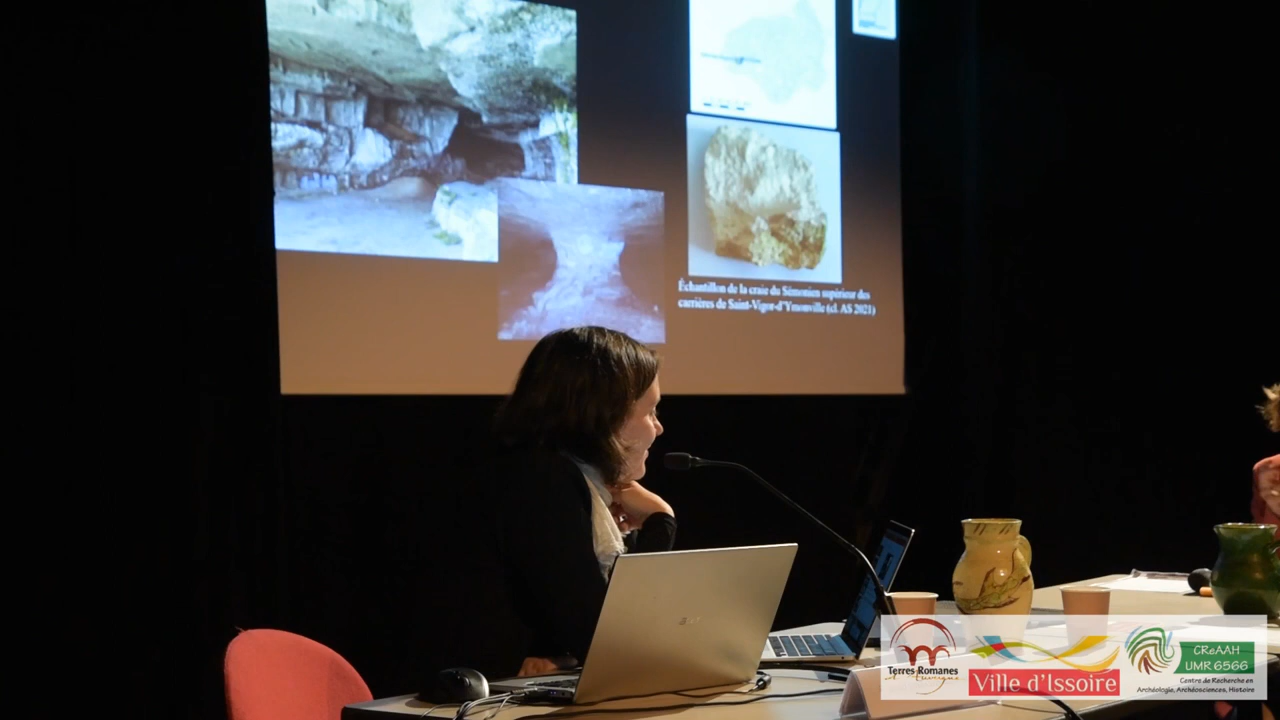 Échantillon de la craie du Sénonien supérieur des
carrières de Saint-Vigor-d'Ymonville (cl. AS 2021)
Terres Romanes
d'Auvergne
Ville d'Issoire
CReAAH
UMR 6566
Centre de Recherche en
Archéologie, Archéosciences, Histoire